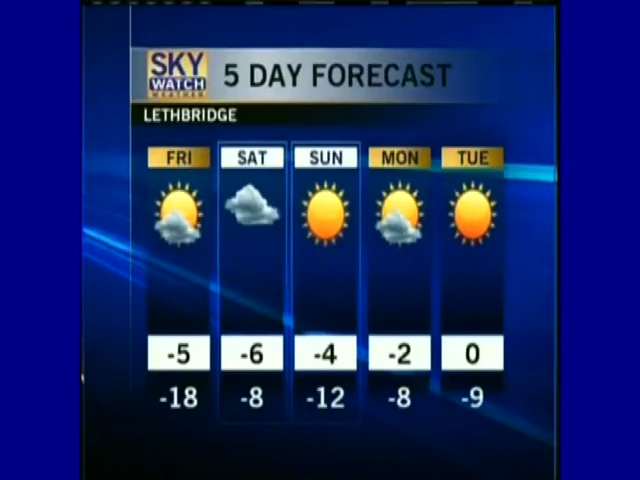 SKY
WATCH
WEATHER
5 DAY FORECAST
LETHBRIDGE
FRI SAT SUN MON TUE
-5 -6 -4 -2 0
-18 -8 -12 -8 -9